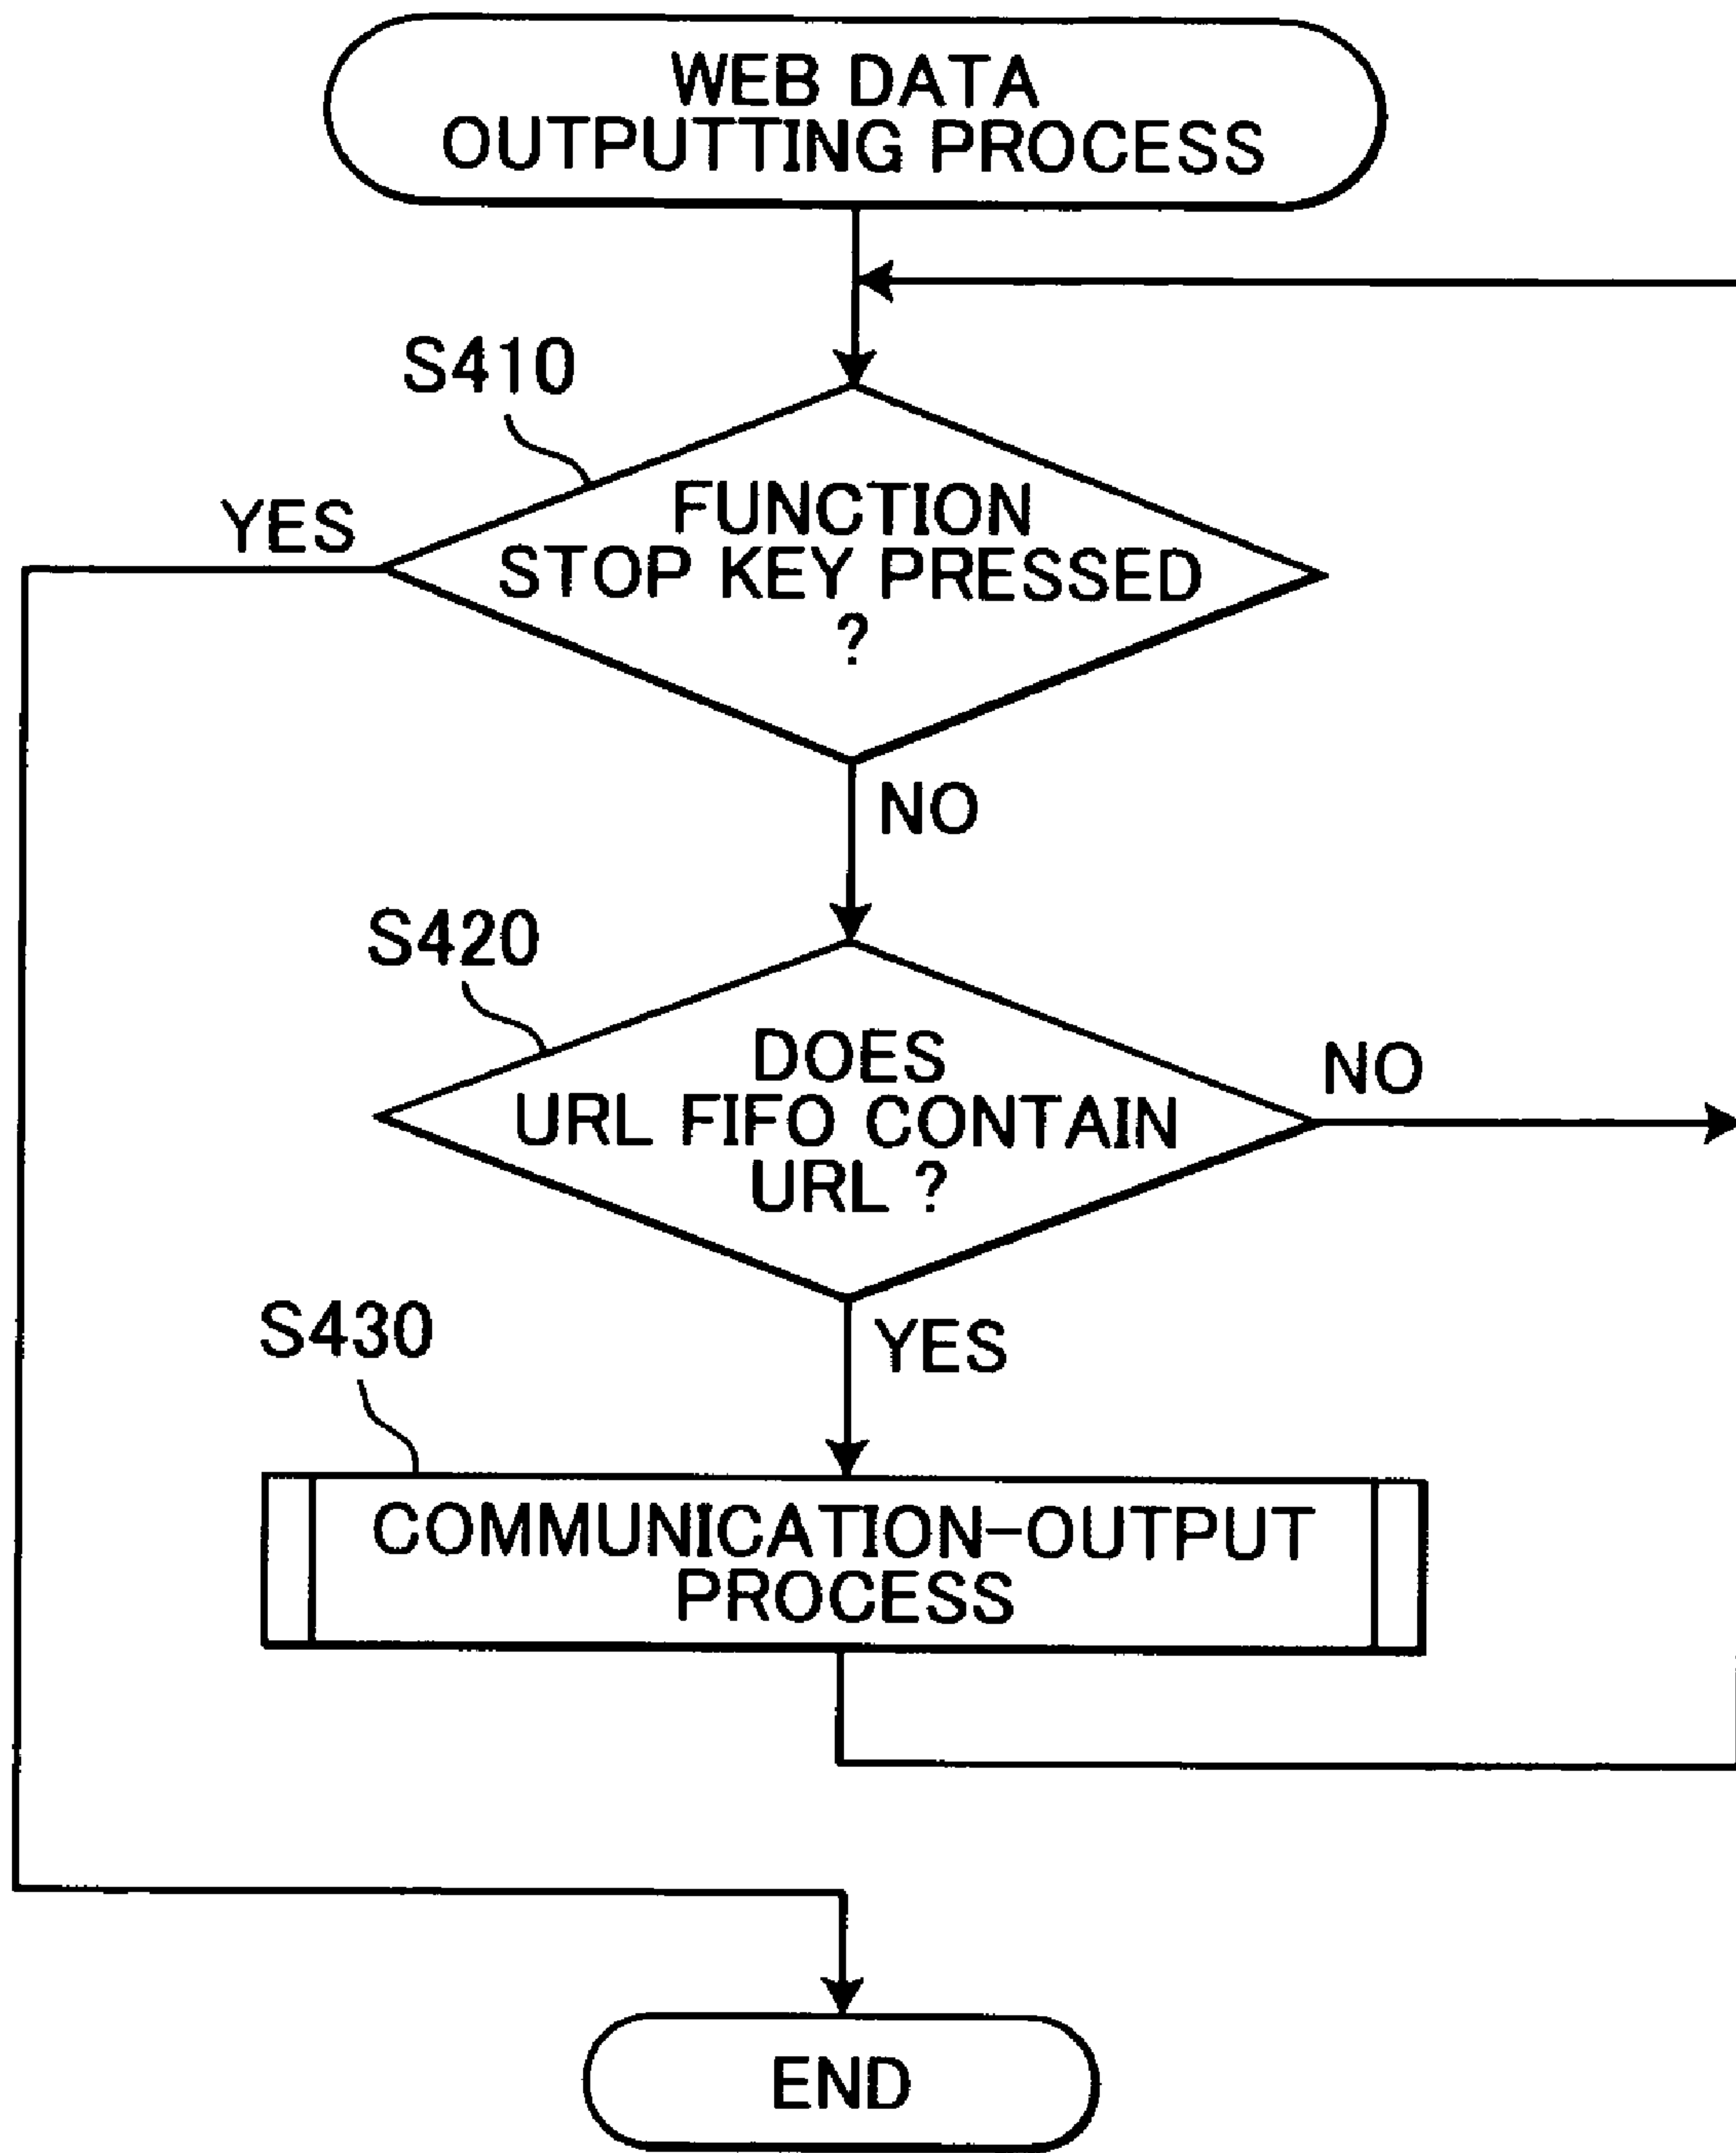 WEB DATA
OUTPUTTING PROCESS
S410
YES
FUNCTION
STOP KEY PRESSED
?
NO
S420
DOES
URL FIFO CONTAIN
URL ?
NO
YES
S430
COMMUNICATION-OUTPUT
PROCESS
END